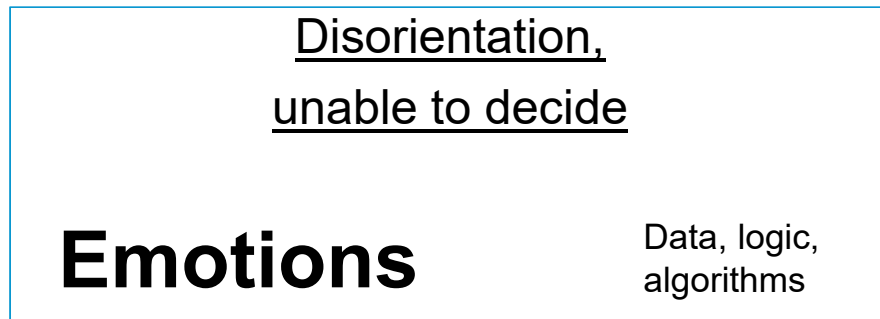 Disorientation,
unable to decide
Emotions
Data, logic,
algorithms